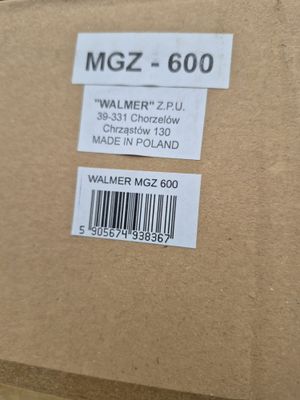 MGZ - 600
"WALMER" Z.P.U.
39-331 Chorzelów
Chrząstów 130
MADE IN POLAND
WALMER MGZ 600
5 905674 938367